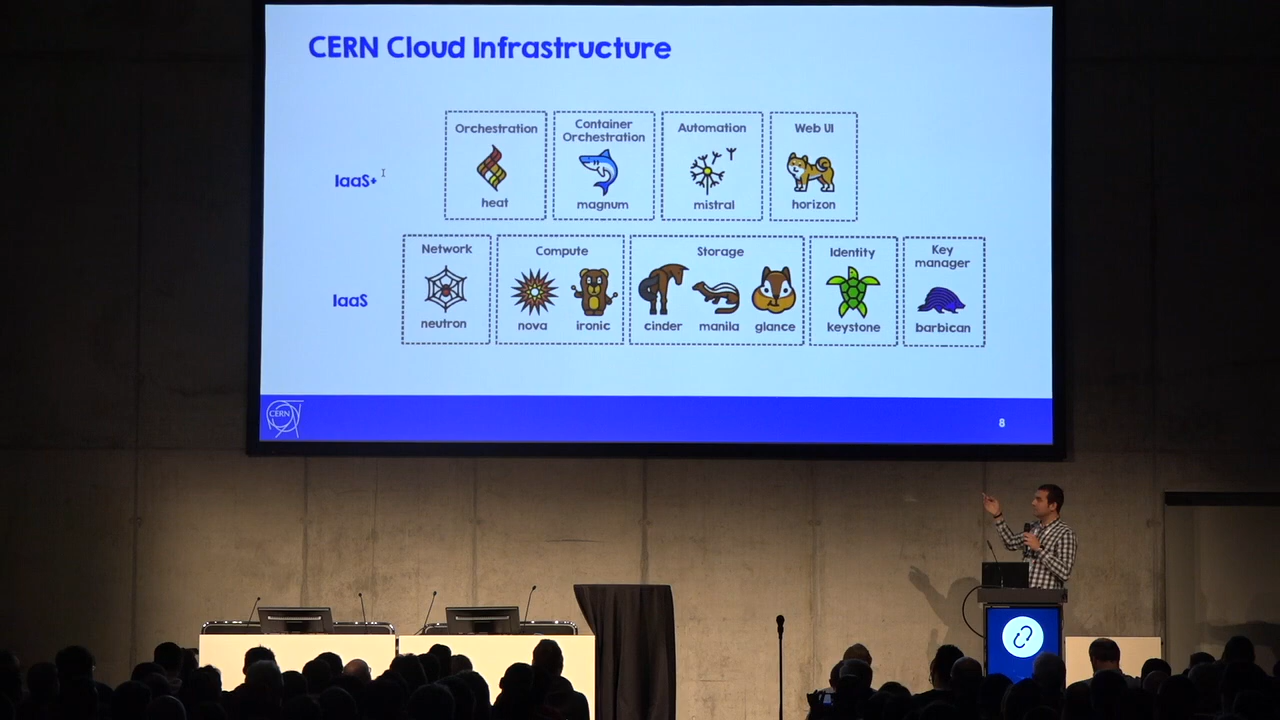 CERN Cloud Infrastructure
Orchestration
heat
Container
Orchestration
magnum
Automation
mistral
Web UI
horizon
IaaS+
Network
neutron
Compute
nova
ironic
Storage
cinder
manila
glance
Identity
keystone
Key
manager
barbican
IaaS
CERN
8